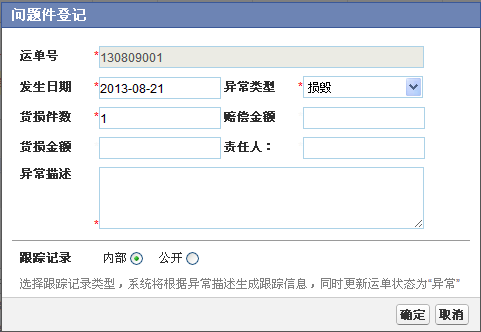 问题件登记
运单号 *130809001
发生日期 *2013-08-21 异常类型 *损毁
货损件数 *1 赔偿金额
货损金额 责任人：
异常描述
*
跟踪记录 内部 公开
选择跟踪记录类型，系统将根据异常描述生成跟踪信息，同时更新运单状态为“异常”
确定 取消